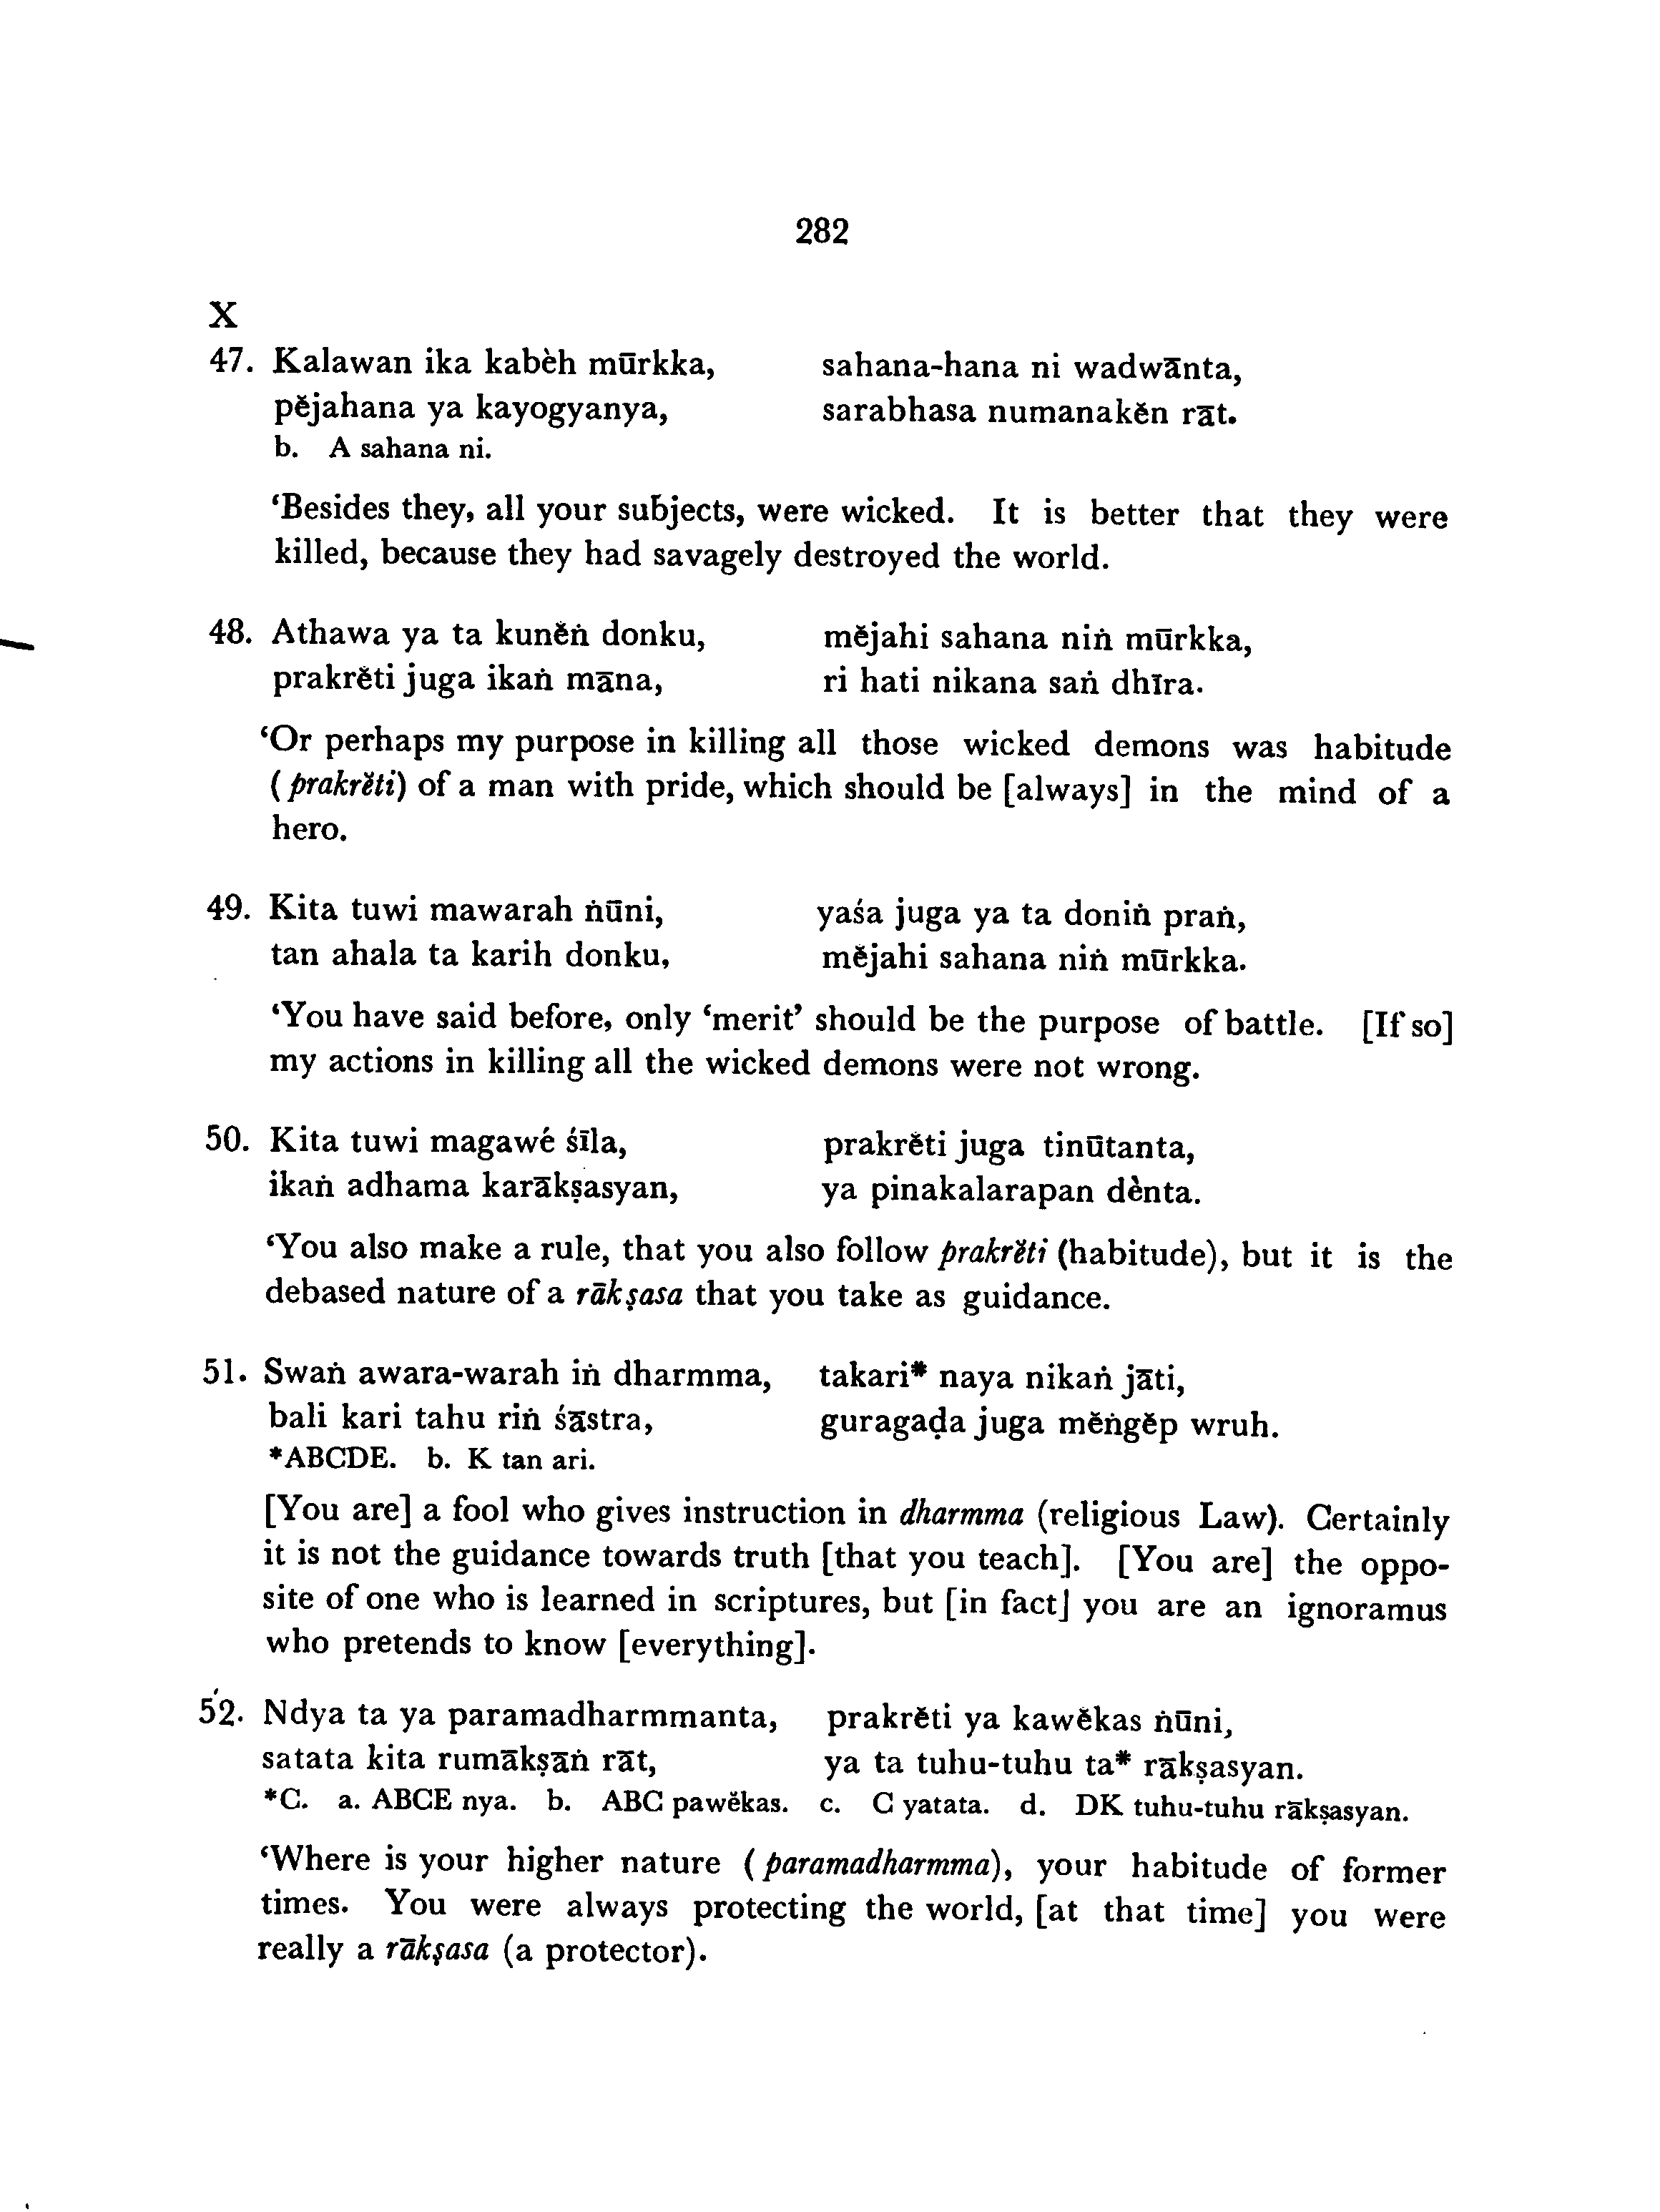 282
X
47. Kalawan ika kabèh mūrkka, sahana-hana ni wadwānta,
pĕjahana ya kayogyanya, sarabhasa numanakĕn rāt.
b. A sahana ni.
‘Besides they, all your subjects, were wicked. It is better that they were
killed, because they had savagely destroyed the world.
48. Athawa ya ta kunĕṅ donku, mĕjahi sahana niṅ mūrkka,
prakrĕti juga ikaṅ māna, ri hati nikana saṅ dhīra.
‘Or perhaps my purpose in killing all those wicked demons was habitude
(prakrĕti) of a man with pride, which should be [always] in the mind of a
hero.
49. Kita tuwi mawarah ṅūni, yaśa juga ya ta doniṅ praṅ,
tan ahala ta karih donku, mĕjahi sahana niṅ mūrkka.
‘You have said before, only ‘merit’ should be the purpose of battle. [If so]
my actions in killing all the wicked demons were not wrong.
50. Kita tuwi magawé śīla, prakrĕti juga tinūtanta,
ikaṅ adhama karākṣasyan, ya pinakalarapan dènta.
‘You also make a rule, that you also follow prakrĕti (habitude), but it is the
debased nature of a rākṣasa that you take as guidance.
51. Swaṅ awara-warah iṅ dharmma, takari* naya nikaṅ jāti,
bali kari tahu riṅ śāstra, guragaḍa juga mĕṅgĕp wruh.
*ABCDE. b. K tan ari.
[You are] a fool who gives instruction in dharmma (religious Law). Certainly
it is not the guidance towards truth [that you teach]. [You are] the oppo-
site of one who is learned in scriptures, but [in fact] you are an ignoramus
who pretends to know [everything].
52. Ndya ta ya paramadharmmanta, prakrĕti ya kawĕkas ṅūni,
satata kita rumākṣāṅ rāt, ya ta tuhu-tuhu ta* rākṣasyan.
*C. a. ABCE nya. b. ABC pawĕkas. c. C yatata. d. DK tuhu-tuhu rākṣasyan.
‘Where is your higher nature (paramadharmma), your habitude of former
times. You were always protecting the world, [at that time] you were
really a rākṣasa (a protector).